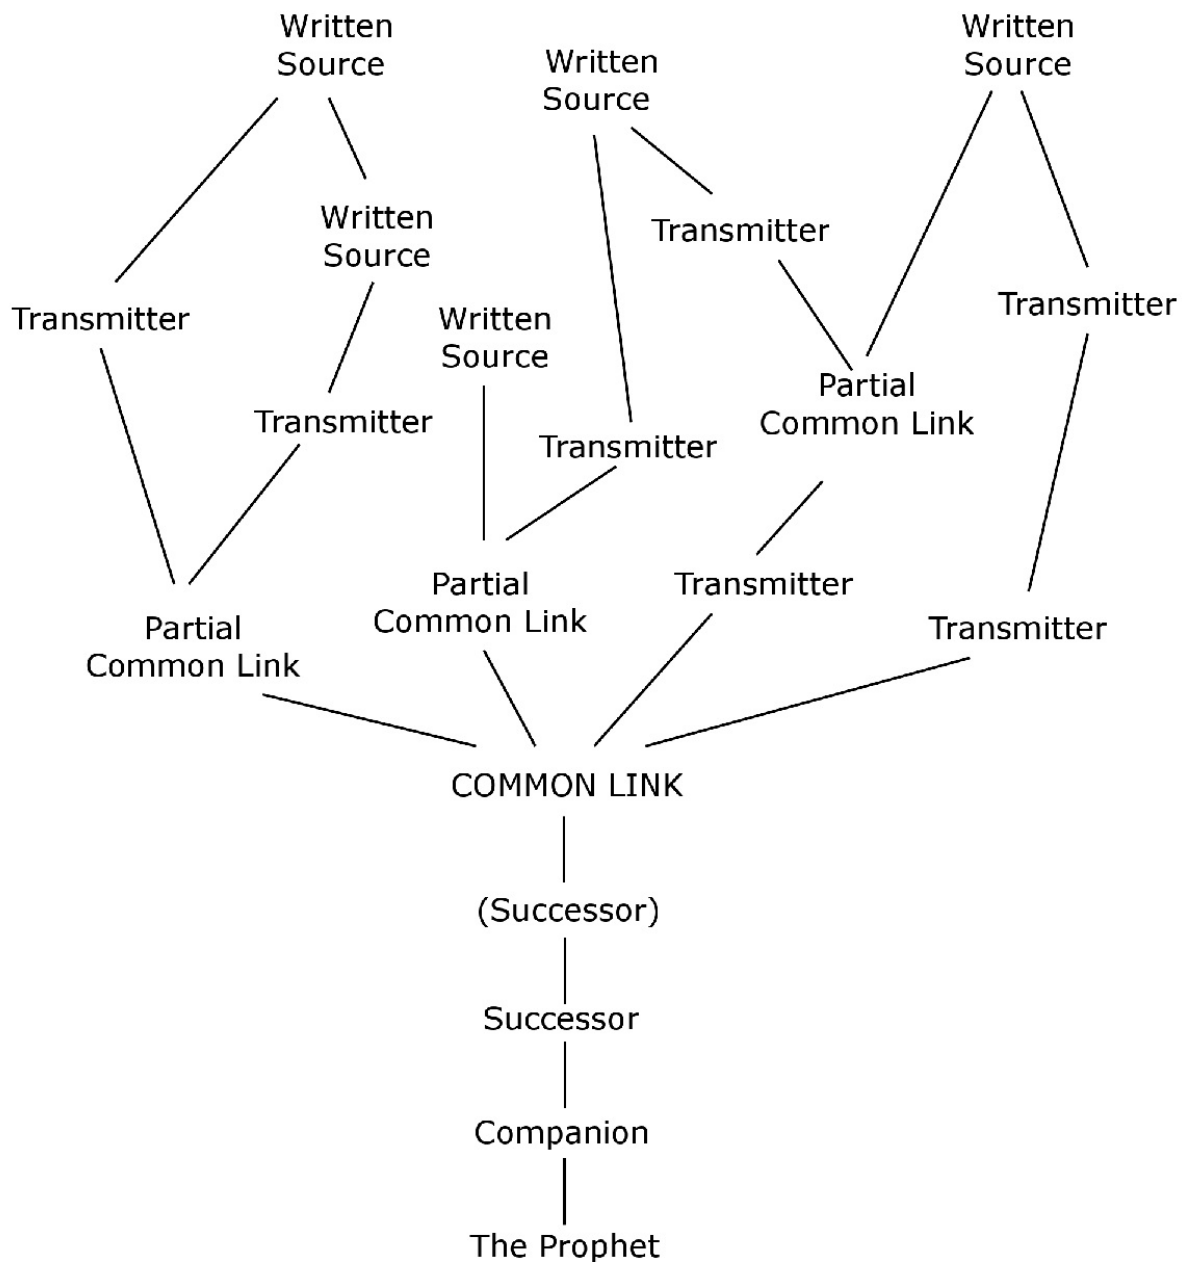 Written
Source
Written
Source
Written
Source
Written
Source
Transmitter
Transmitter
Transmitter
Written
Source
Partial
Common Link
Transmitter
Transmitter
Partial
Common Link
Transmitter
Partial
Common Link
Transmitter
COMMON LINK
(Successor)
Successor
Companion
The Prophet